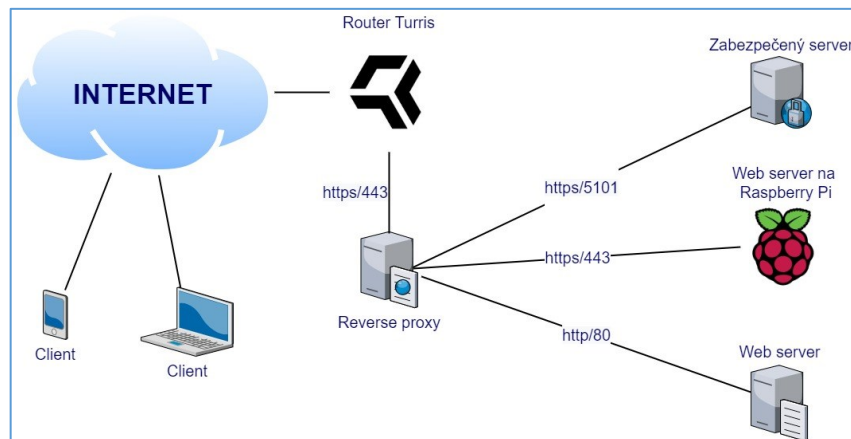 Router Turris
Zabezpečený server
INTERNET
https/443
https/5101
Web server na
Raspberry Pi
https/443
Reverse proxy
http/80
Web server
Client
Client